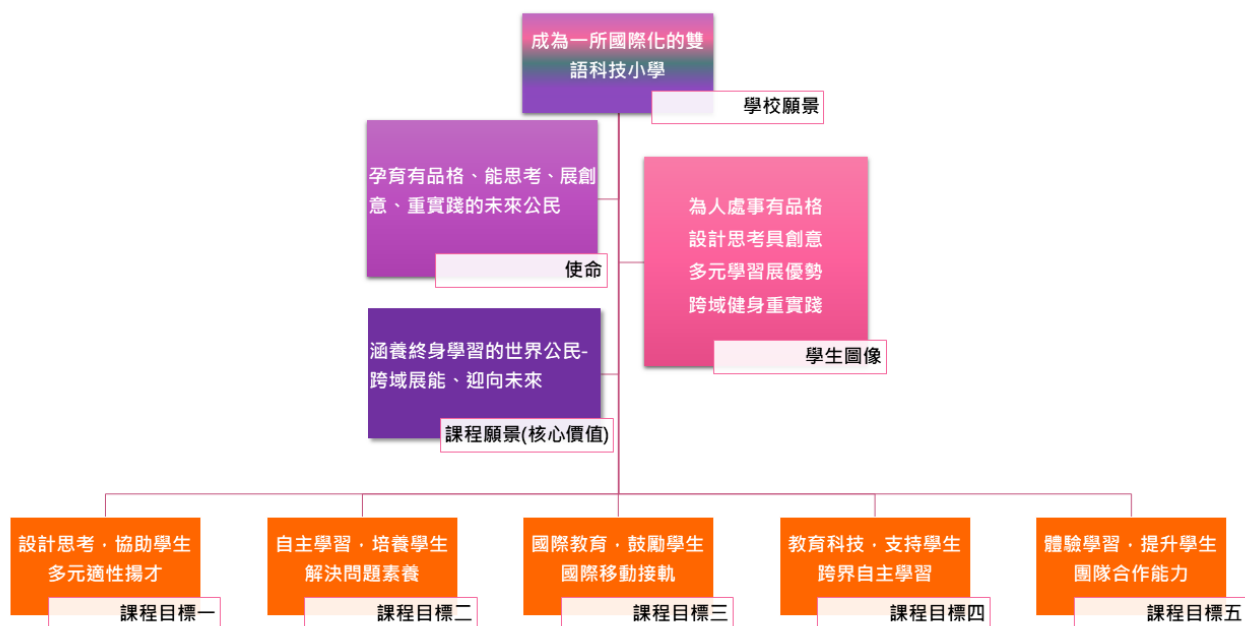 成為一所國際化的雙
語科技小學
學校願景
孕育有品格、能思考、展創
意、重實踐的未來公民
使命
為人處事有品格
設計思考具創意
多元學習展優勢
跨域健身重實踐
學生圖像
涵養終身學習的世界公民-
跨域展能、迎向未來
課程願景(核心價值)
設計思考．協助學生
多元適性揚才
課程目標一
自主學習．培養學生
解決問題素養
課程目標二
國際教育．鼓勵學生
國際移動接軌
課程目標三
教育科技．支持學生
跨界自主學習
課程目標四
體驗學習．提升學生
團隊合作能力
課程目標五